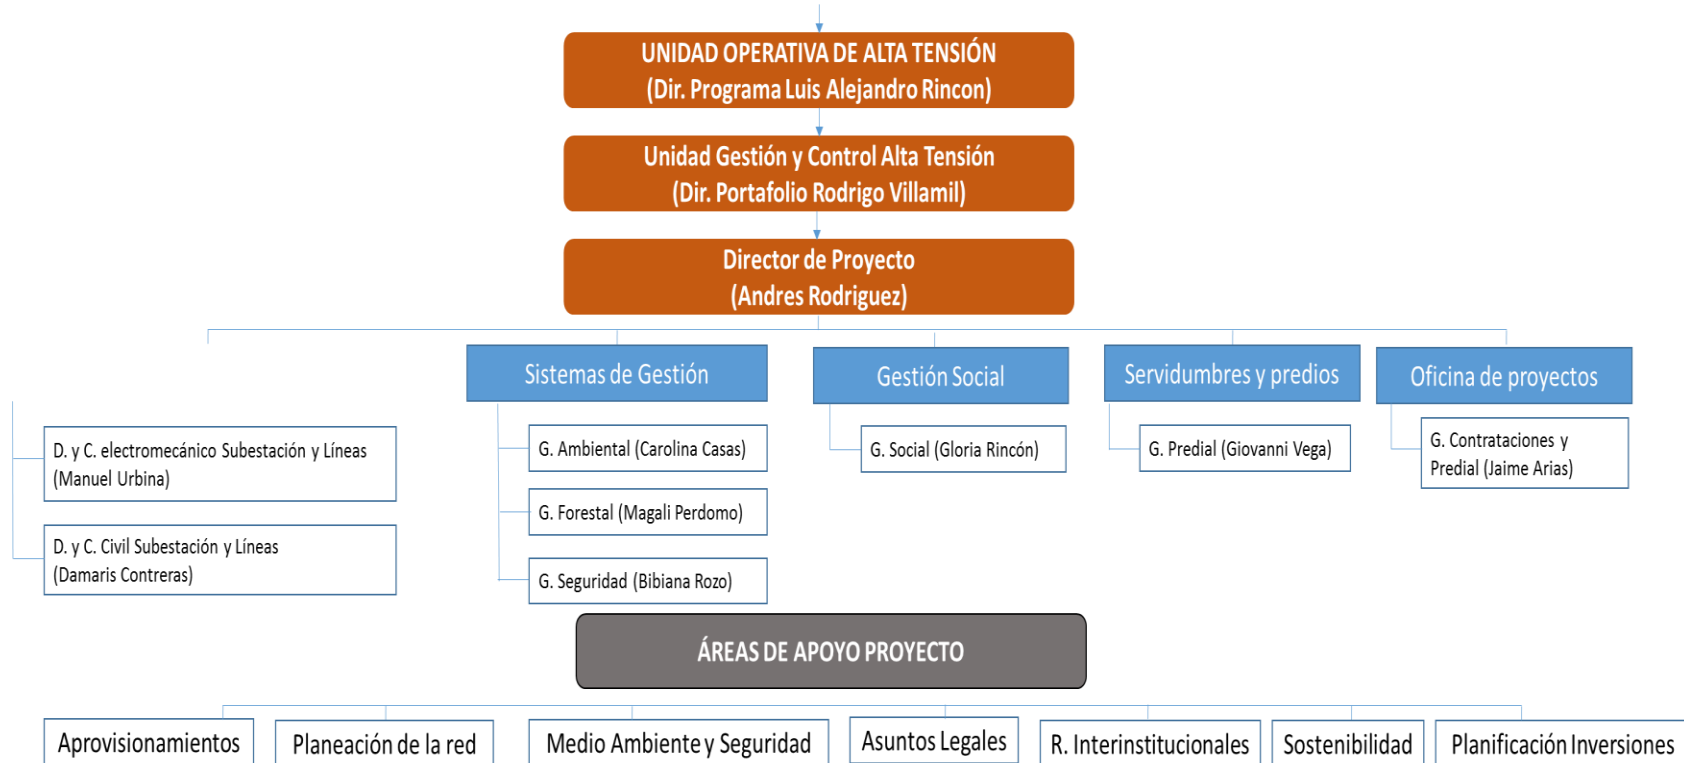 UNIDAD OPERATIVA DE ALTA TENSIÓN
(Dir. Programa Luis Alejandro Rincon)
Unidad Gestión y Control Alta Tensión
(Dir. Portafolio Rodrigo Villamil)
Director de Proyecto
(Andres Rodriguez)
Sistemas de Gestión
Gestión Social
Servidumbres y predios
Oficina de proyectos
D. y C. electromecánico Subestación y Líneas
(Manuel Urbina)
D. y C. Civil Subestación y Líneas
(Damaris Contreras)
G. Ambiental (Carolina Casas)
G. Forestal (Magali Perdomo)
G. Seguridad (Bibiana Rozo)
G. Social (Gloria Rincón)
G. Predial (Giovanni Vega)
G. Contrataciones y
Predial (Jaime Arias)
ÁREAS DE APOYO PROYECTO
Aprovisionamientos
Planeación de la red
Medio Ambiente y Seguridad
Asuntos Legales
R. Interinstitucionales
Sostenibilidad
Planificación Inversiones